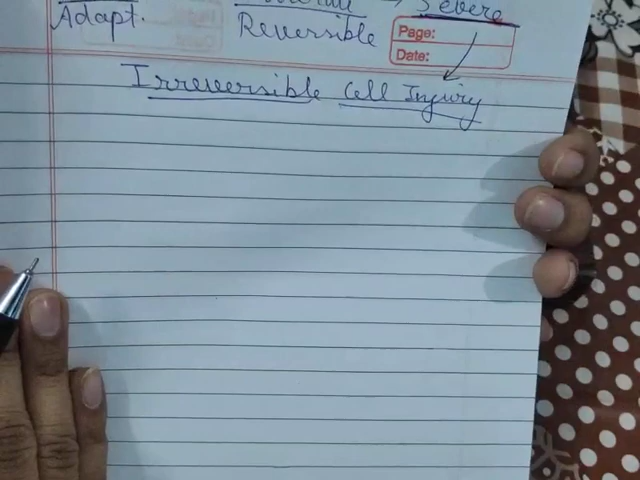 Severe
Adapt.
Reversible
Page:
Date:
Irreversible Cell Injury